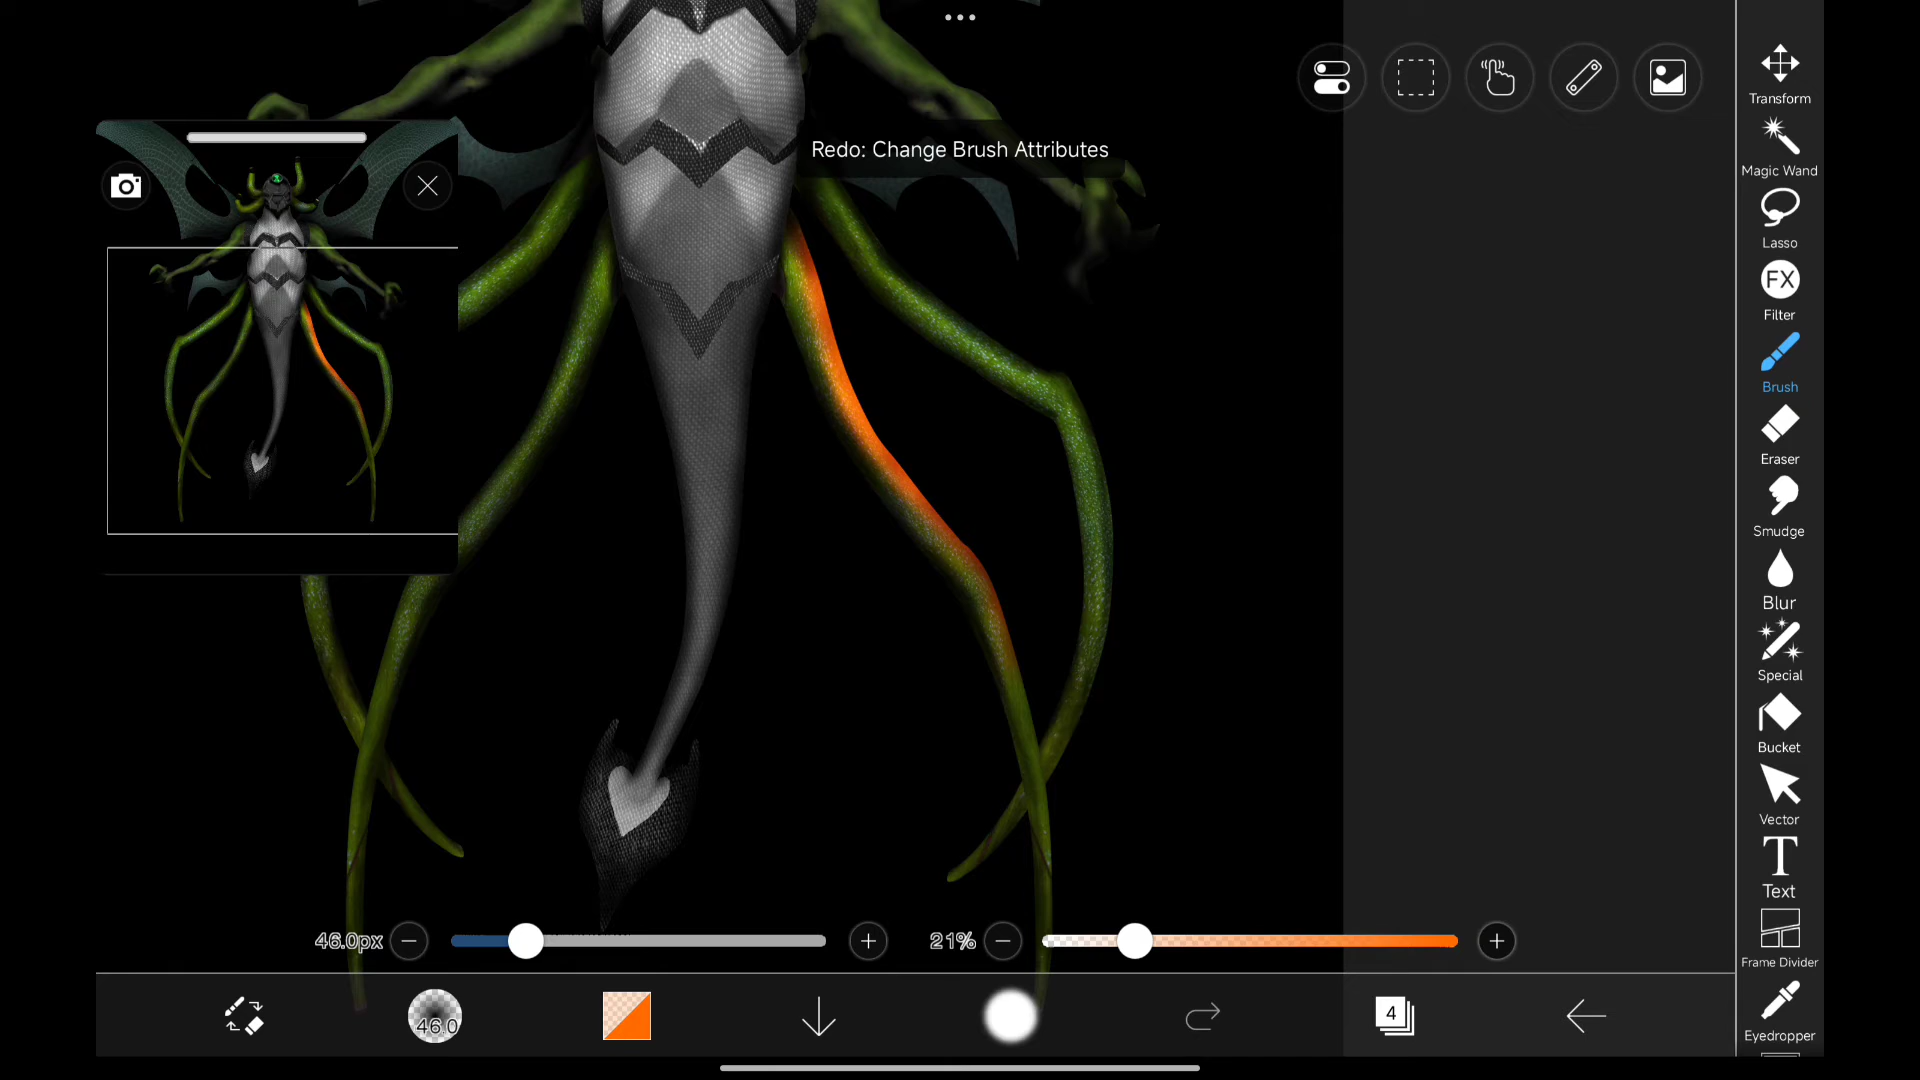 Redo: Change Brush Attributes
Transform
Magic Wand
Lasso
FX
Filter
Brush
Eraser
Smudge
Blur
Special
Bucket
Vector
T
Text
Frame Divider
Eyedropper
46.0px
21%
46.0
4